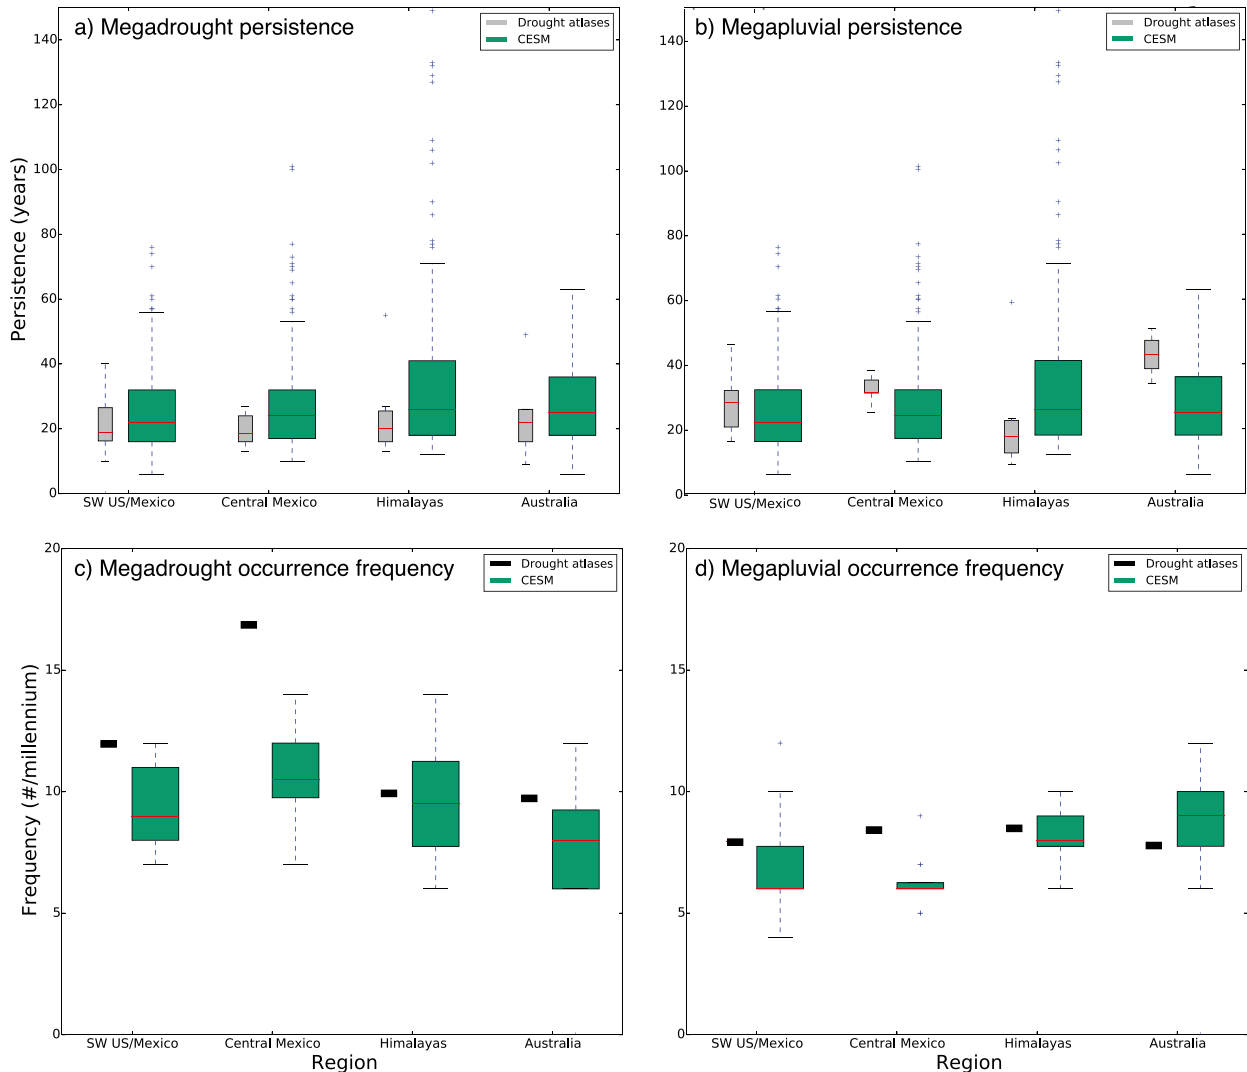 a) Megadrought persistence
Drought atlases
CESM
Persistence (years)
140
120
100
80
60
40
20
0
SW US/Mexico
Central Mexico
Himalayas
Australia
b) Megapluvial persistence
Drought atlases
CESM
140
120
100
80
60
40
20
0
SW US/Mexico
Central Mexico
Himalayas
Australia
c) Megadrought occurrence frequency
Drought atlases
CESM
Frequency (#/millennium)
20
15
10
5
0
SW US/Mexico
Central Mexico
Himalayas
Australia
Region
d) Megapluvial occurrence frequency
Drought atlases
CESM
20
15
10
5
0
SW US/Mexico
Central Mexico
Himalayas
Australia
Region